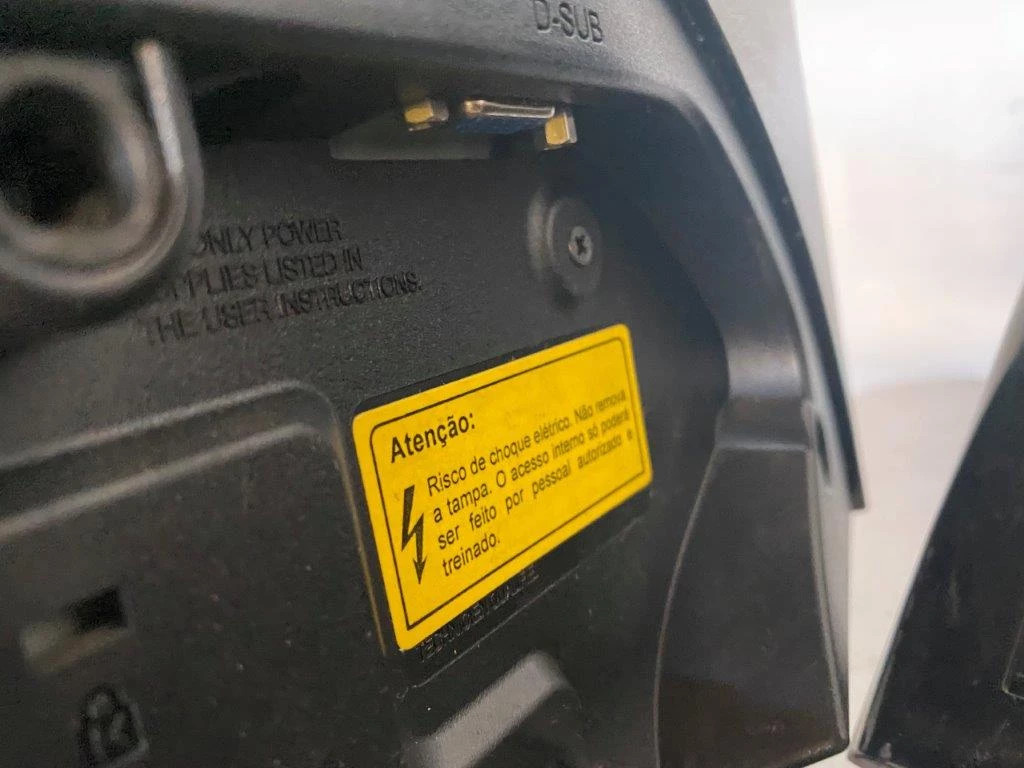 D-SUB
ONLY POWER
LISTED IN
THE USER INSTRUCTIONS.
Atenção:
Risco de choque elétrico. Não remova
a tampa. O acesso interno só poderá
ser feito por pessoal autorizado e
treinado.